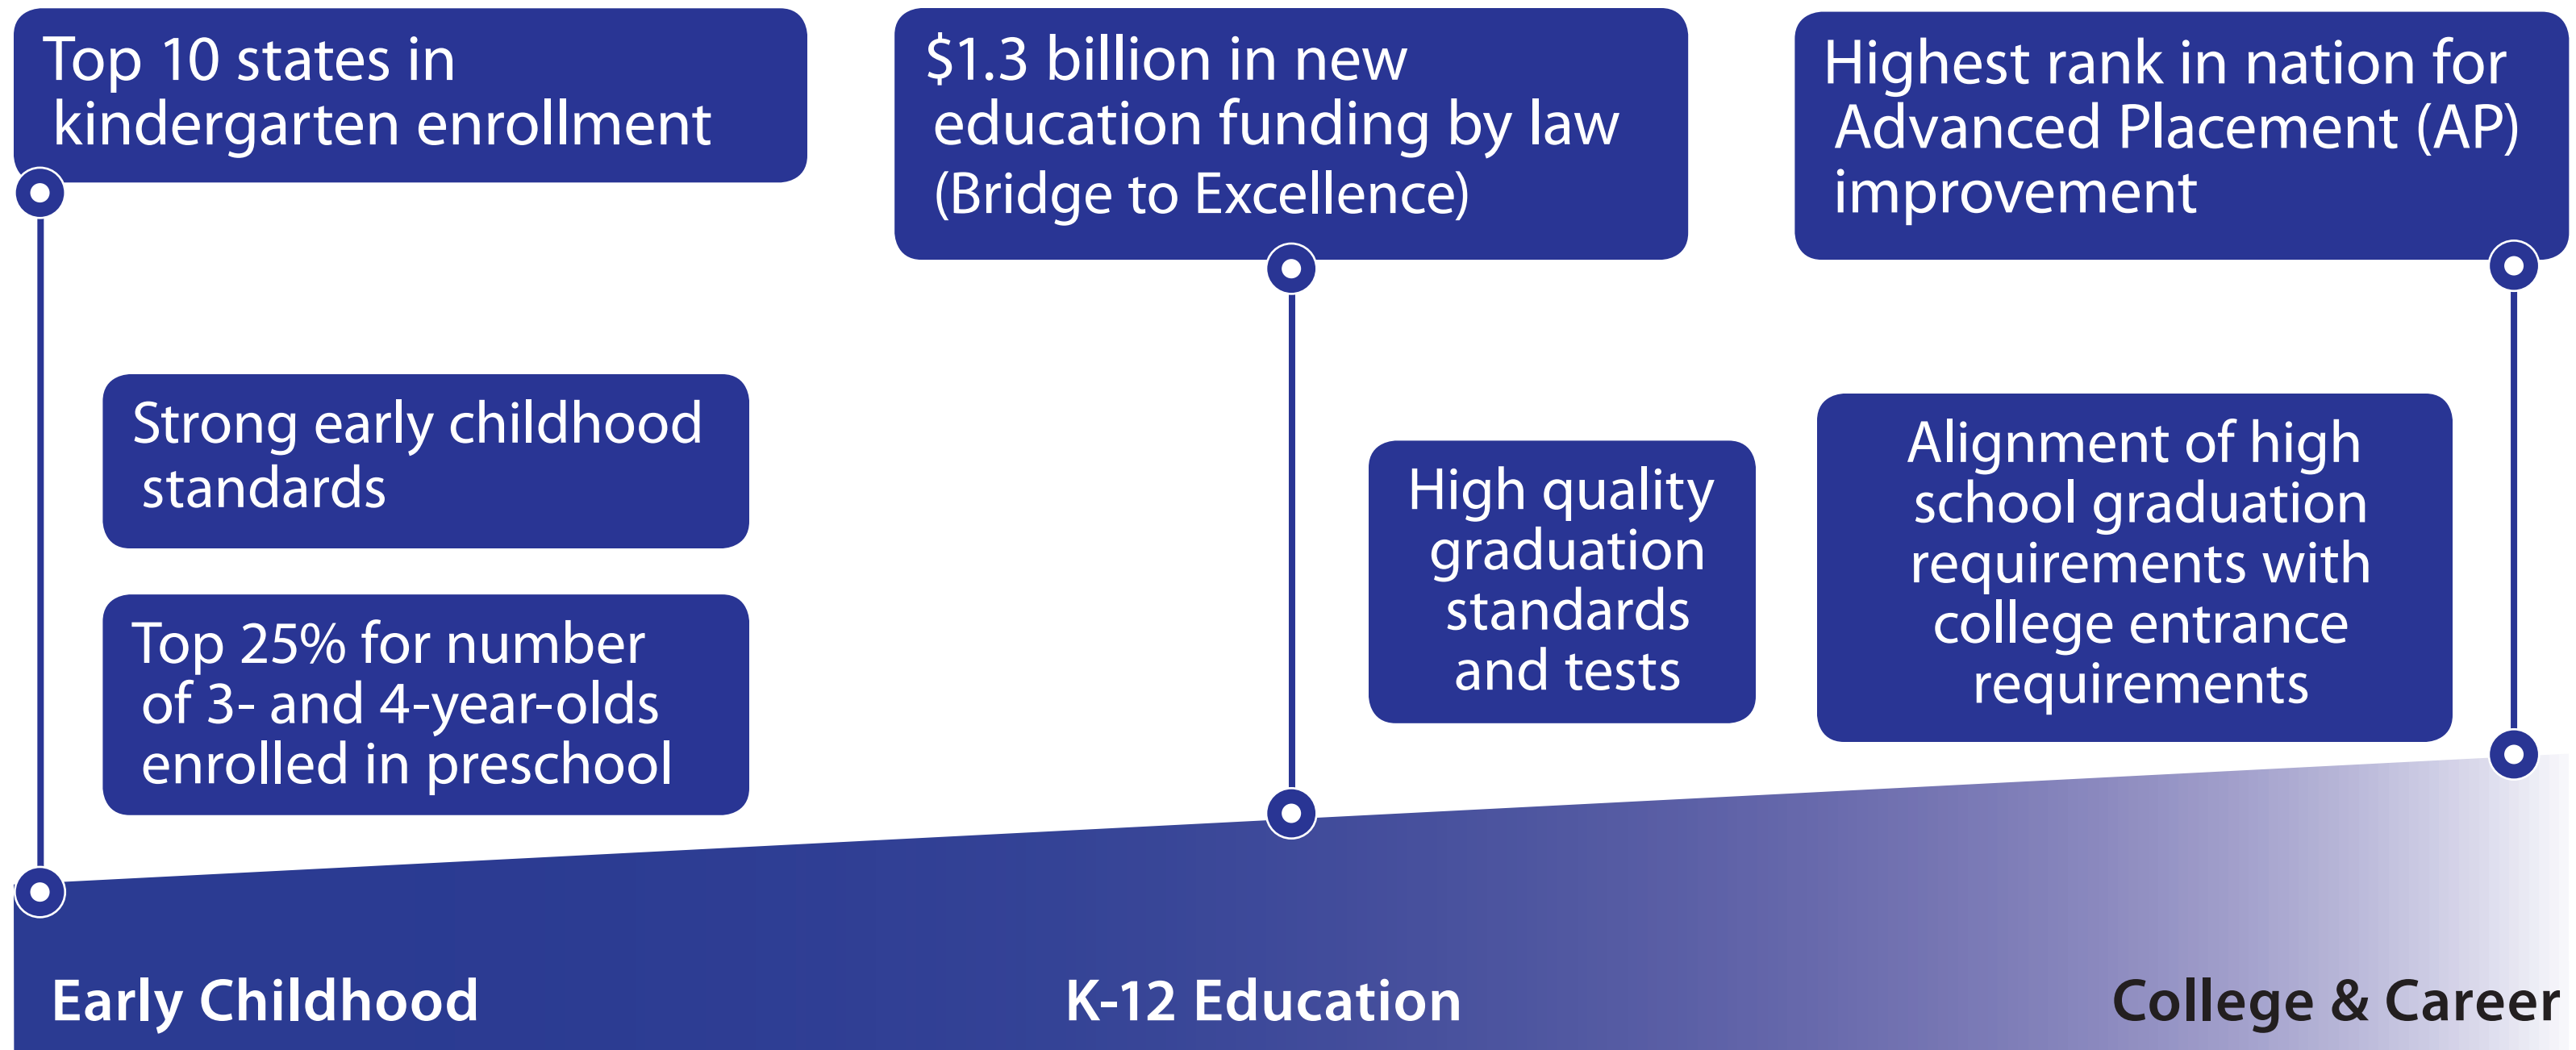 Top 10 states in
kindergarten enrollment
Strong early childhood
standards
Top 25% for number
of 3- and 4-year-olds
enrolled in preschool
$1.3 billion in new
education funding by law
(Bridge to Excellence)
High quality
graduation
standards
and tests
Highest rank in nation for
Advanced Placement (AP)
improvement
Alignment of high
school graduation
requirements with
college entrance
requirements
Early Childhood
K-12 Education
College & Career